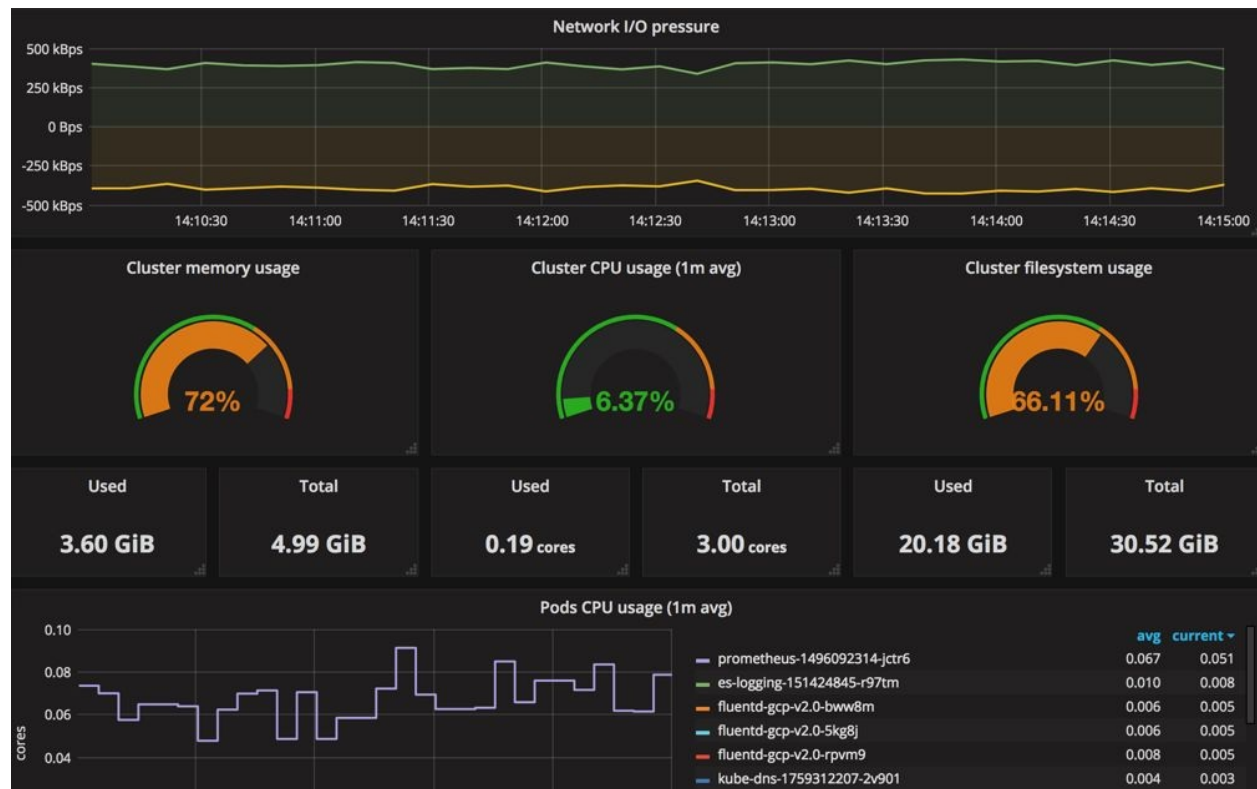 Network I/O pressure
500 kBps
250 kBps
0 Bps
-250 kBps
-500 kBps
14:10:30 14:11:00 14:11:30 14:12:00 14:12:30 14:13:00 14:13:30 14:14:00 14:14:30 14:15:00
Cluster memory usage
72%
Cluster CPU usage (1m avg)
6.37%
Cluster filesystem usage
66.11%
Used
3.60 GiB
Total
4.99 GiB
Used
0.19 cores
Total
3.00 cores
Used
20.18 GiB
Total
30.52 GiB
Pods CPU usage (1m avg)
cores
0.10
0.08
0.06
0.04
avg current
prometheus-1496092314-jctr6 0.067 0.051
es-logging-151424845-r97tm 0.010 0.008
fluentd-gcp-v2.0-bww8m 0.006 0.005
fluentd-gcp-v2.0-5kg8j 0.006 0.005
fluentd-gcp-v2.0-rpvm9 0.008 0.005
kube-dns-1759312207-2v901 0.004 0.003